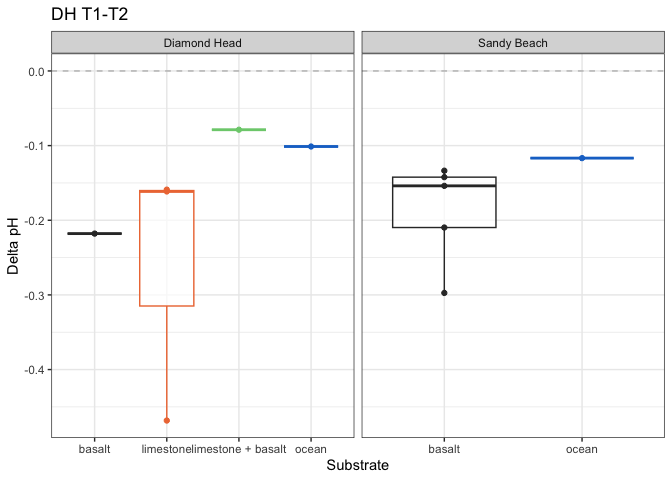 DH T1-T2
Diamond Head
Sandy Beach
0.0
-0.1
-0.2
-0.3
-0.4
Delta pH
basalt
limestone
limestone + basalt
ocean
basalt
ocean
Substrate